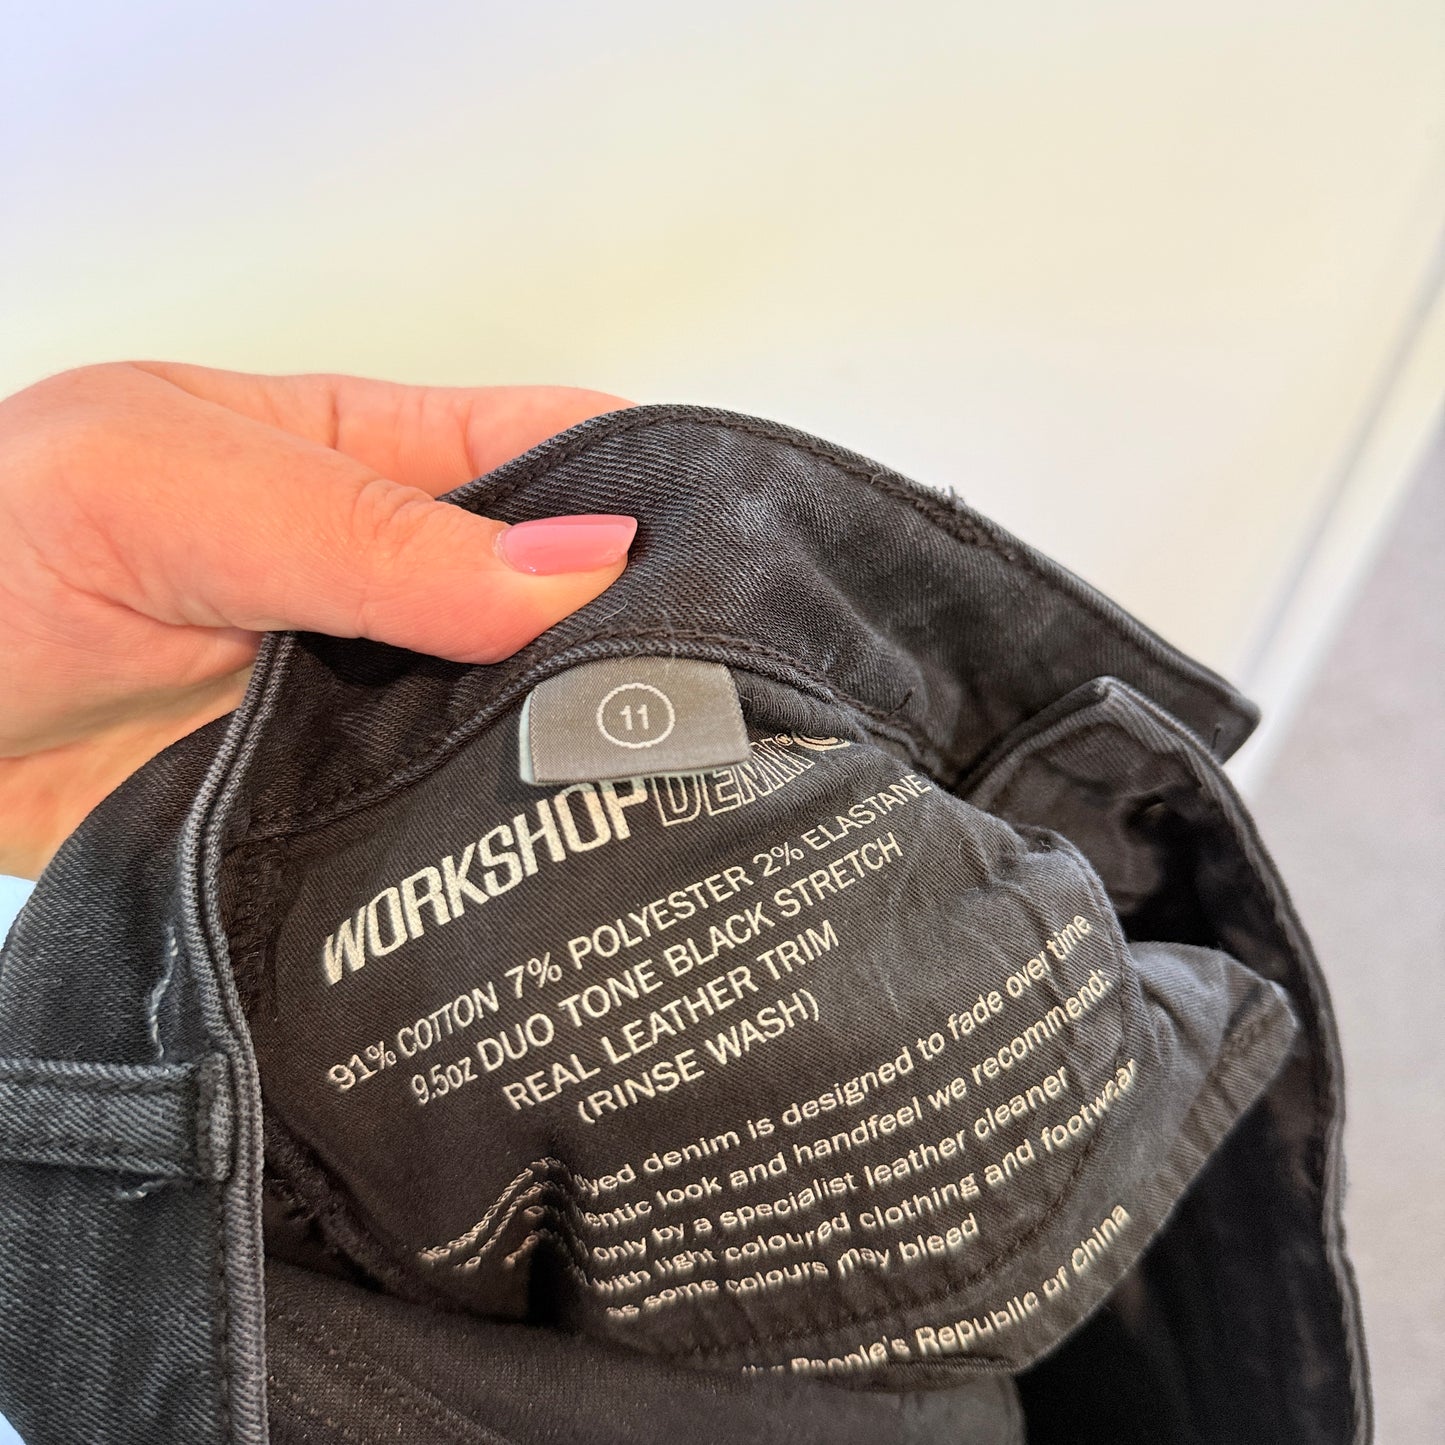 11
WORKSHOP DENIM®
91% COTTON 7% POLYESTER 2% ELASTANE
9.5oz DUO TONE BLACK STRETCH
REAL LEATHER TRIM
(RINSE WASH)
denim is designed to fade over time
look and handfeel we recommend:
only by a specialist leather cleaner
with light coloured clothing and footwear
as some colours may bleed
People's Republic of China